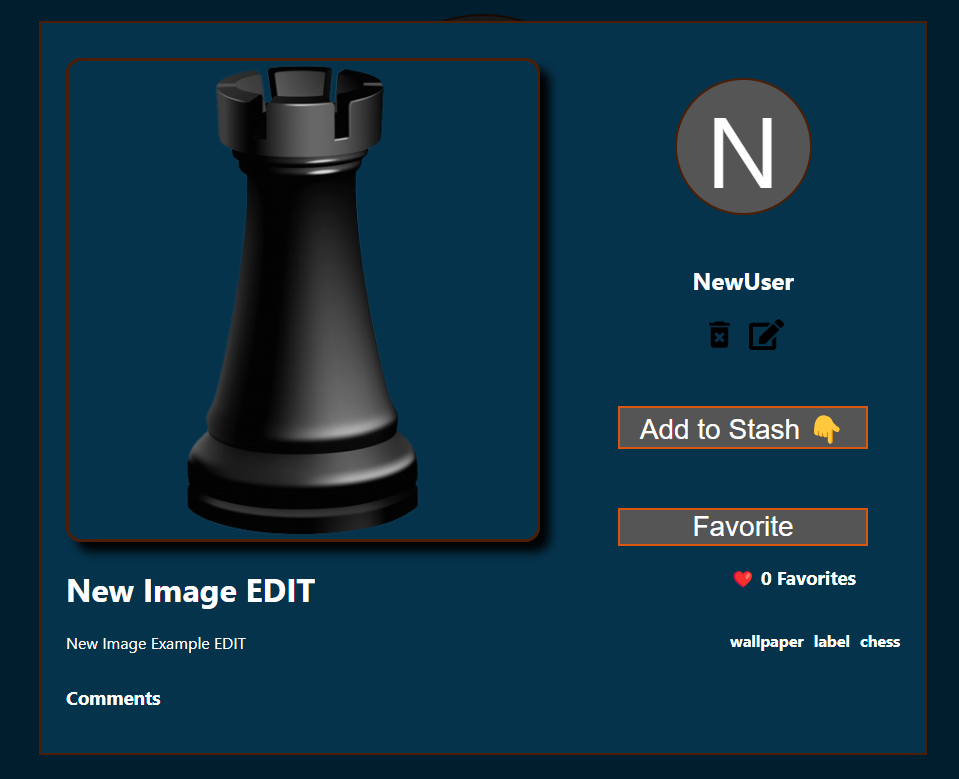 N
NewUser
Add to Stash 👇
Favorite
❤️ 0 Favorites
New Image EDIT
New Image Example EDIT
wallpaper label chess
Comments